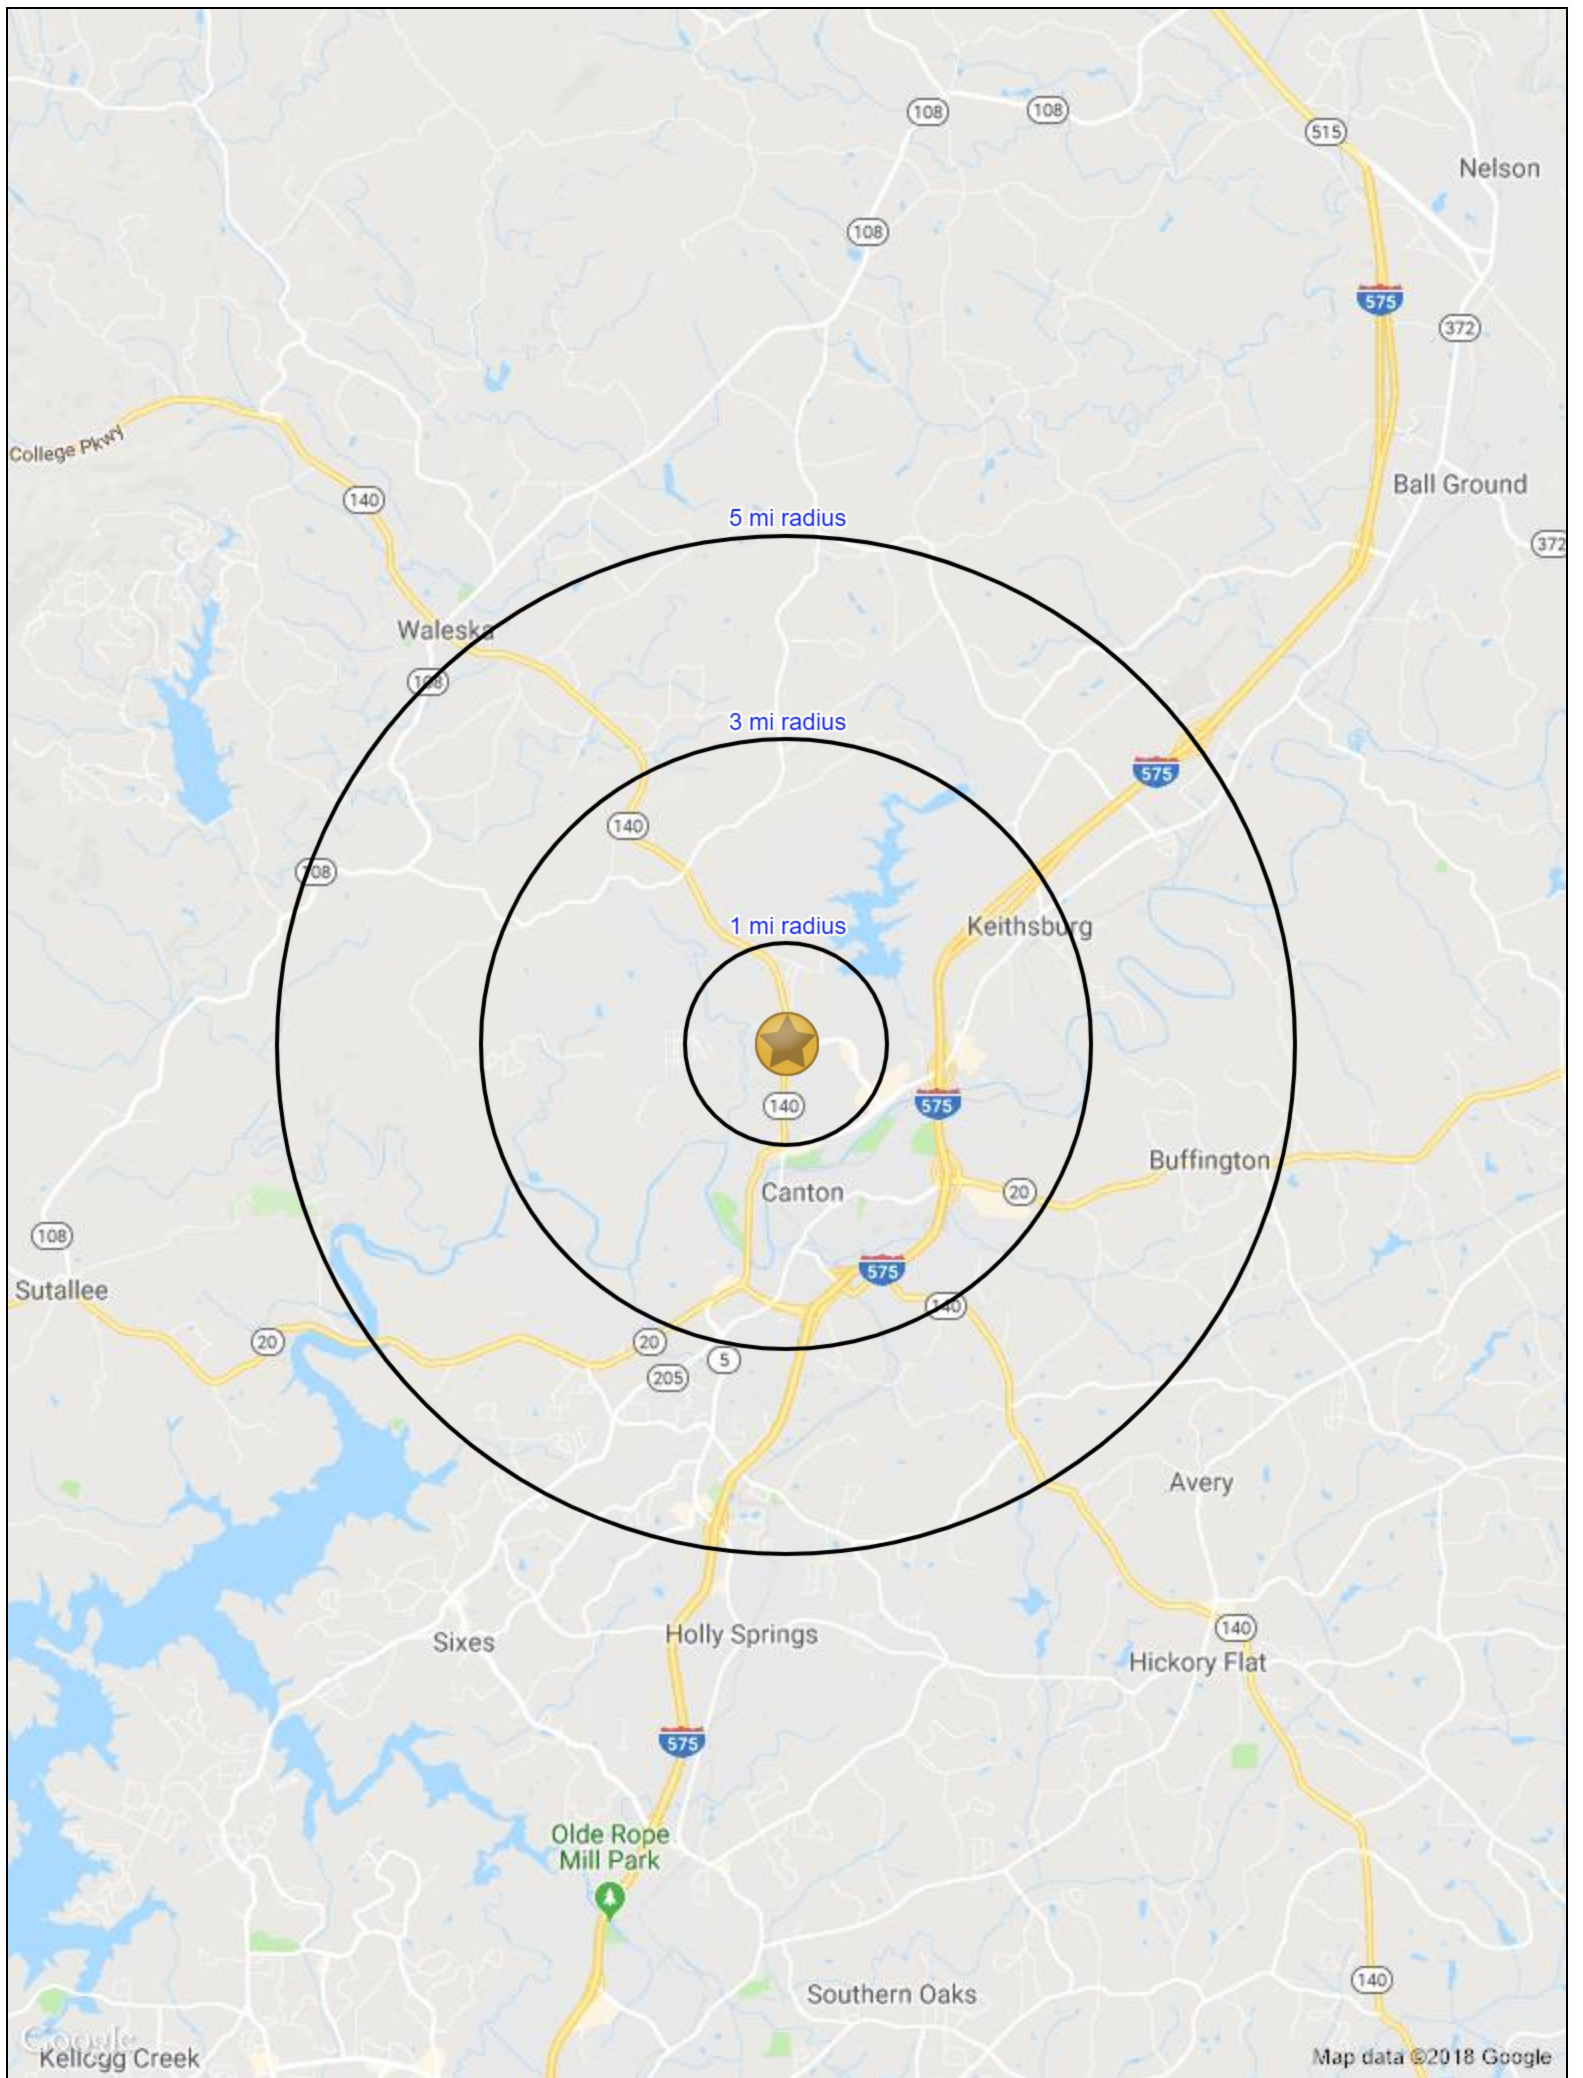 108
108
515
Nelson
108
575
372
College Pkwy
140
Ball Ground
5 mi radius
372
Waleska
108
3 mi radius
575
140
108
1 mi radius
Keithsburg
140
575
Buffington
Canton
20
108
575
Sutallee
140
20
20
5
205
Avery
140
Holly Springs
Sixes
Hickory Flat
575
Olde Rope
Mill Park
140
Southern Oaks
Google
Kellogg Creek
Map data ©2018 Google